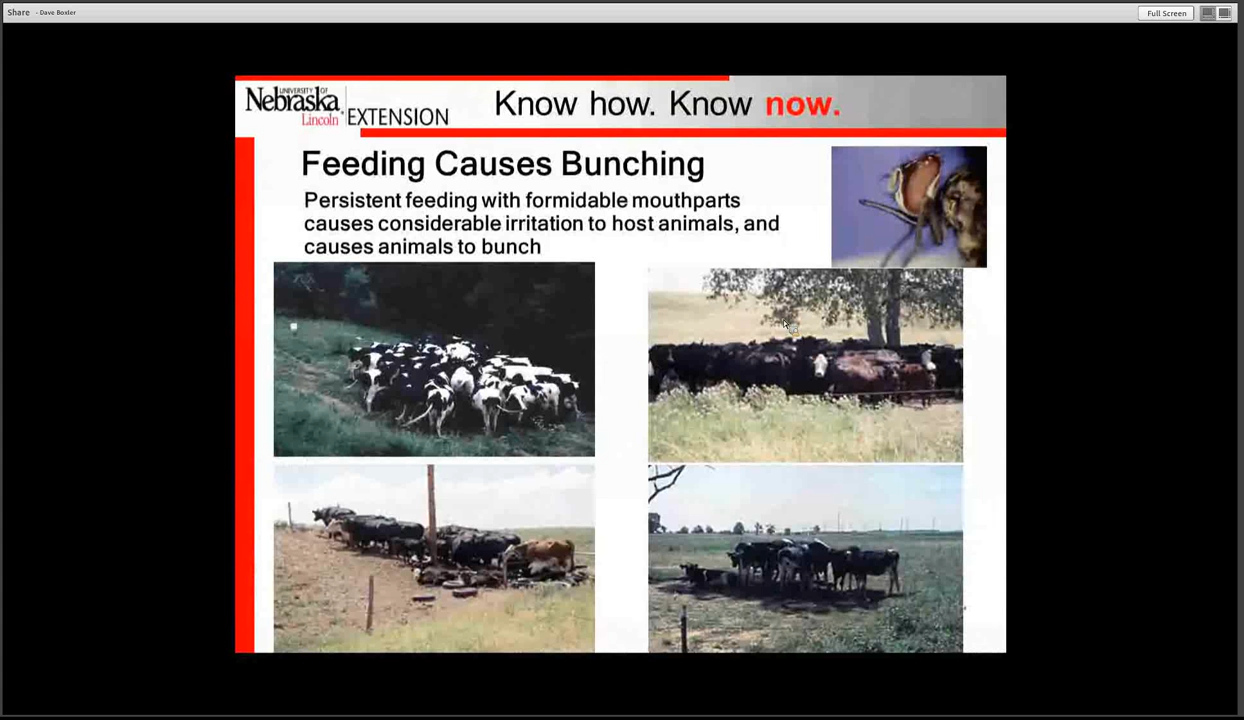 Share - Dave Boxler
Full Screen
UNIVERSITY OF
Nebraska
Lincoln
EXTENSION
Know how. Know now.
Feeding Causes Bunching
Persistent feeding with formidable mouthparts
causes considerable irritation to host animals, and
causes animals to bunch